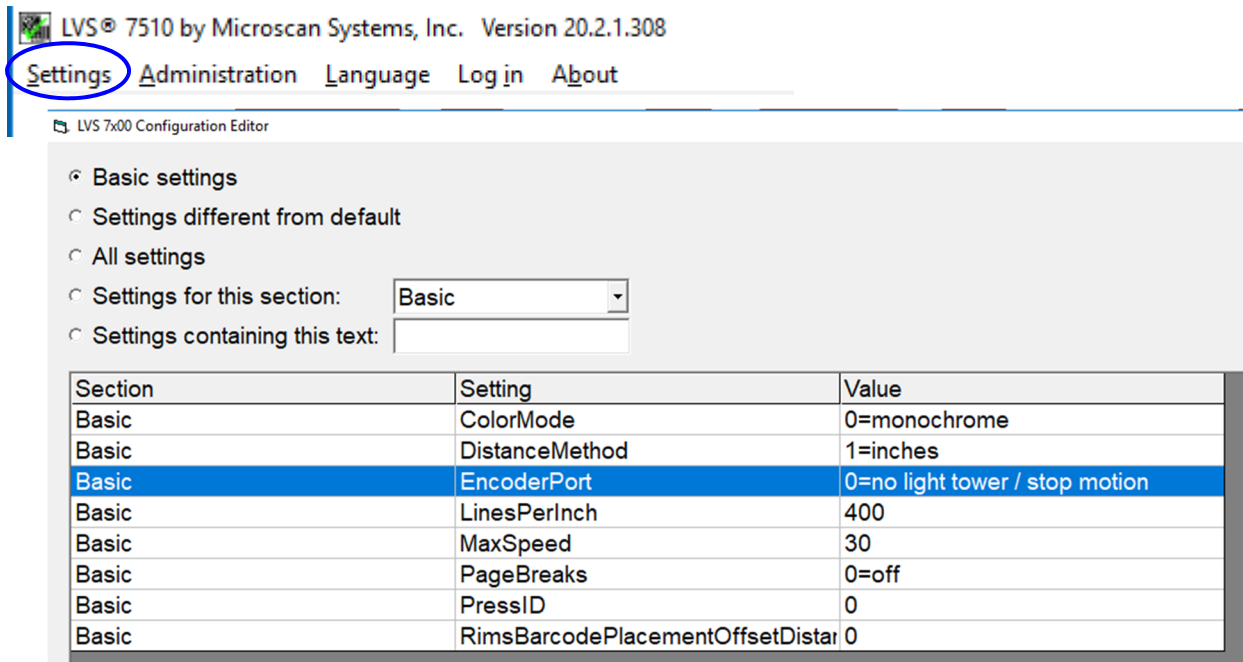 LVS® 7510 by Microscan Systems, Inc. Version 20.2.1.308
Settings Administration Language Log in About
LVS 7x00 Configuration Editor
Basic settings
Settings different from default
All settings
Settings for this section: Basic
Settings containing this text:
Section Setting Value
Basic ColorMode 0=monochrome
Basic DistanceMethod 1=inches
Basic EncoderPort 0=no light tower / stop motion
Basic LinesPerInch 400
Basic MaxSpeed 30
Basic PageBreaks 0=off
Basic PressID 0
Basic RimsBarcodePlacementOffsetDistar 0